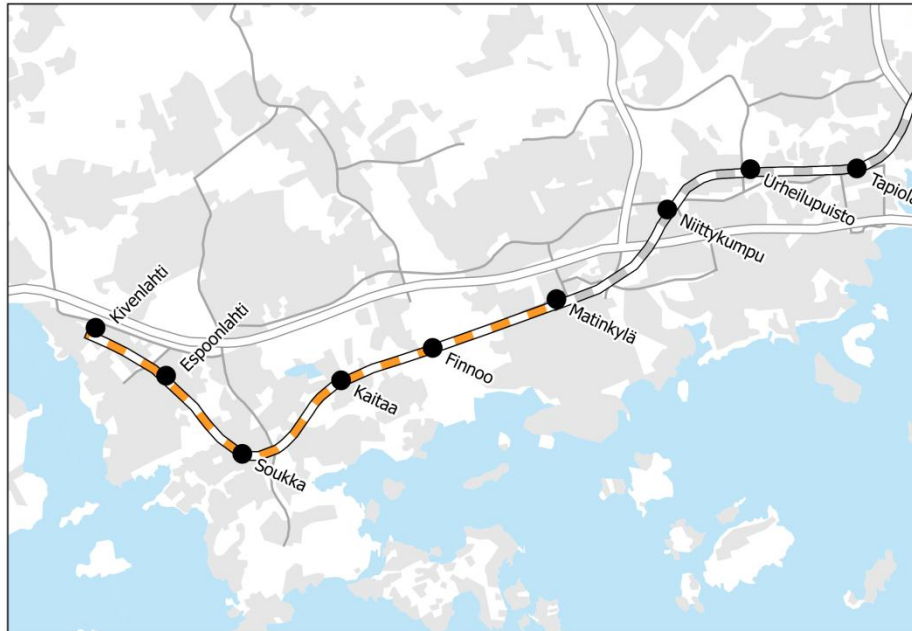 Kivenlahti
Espoonlahti
Soukka
Kaitaa
Finnoo
Matinkylä
Niittykumpu
Urheilupuisto
Tapiola